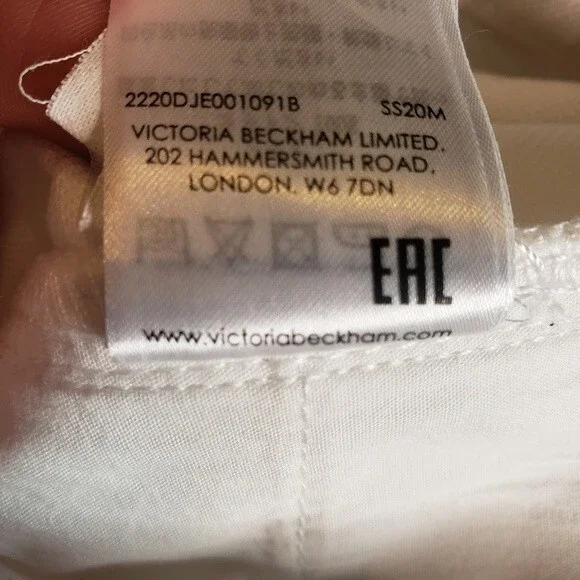 2220DJE001091B SS20M
VICTORIA BECKHAM LIMITED,
202 HAMMERSMITH ROAD,
LONDON. W6 7DN
EAC
www.victoriabeckham.com